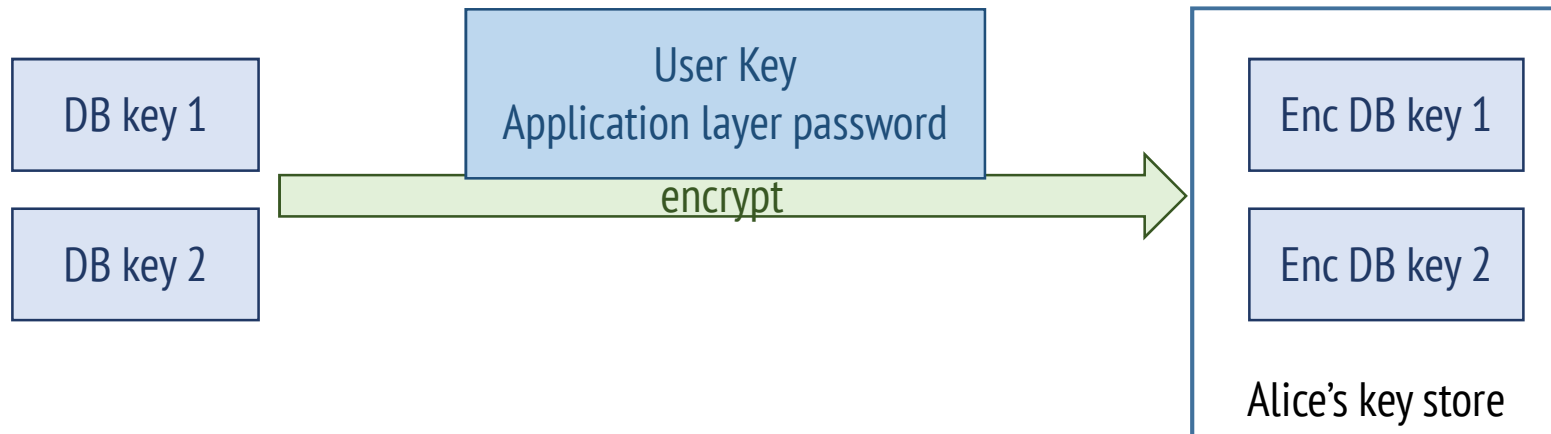 DB key 1
DB key 2
User Key
Application layer password
encrypt
Enc DB key 1
Enc DB key 2
Alice’s key store